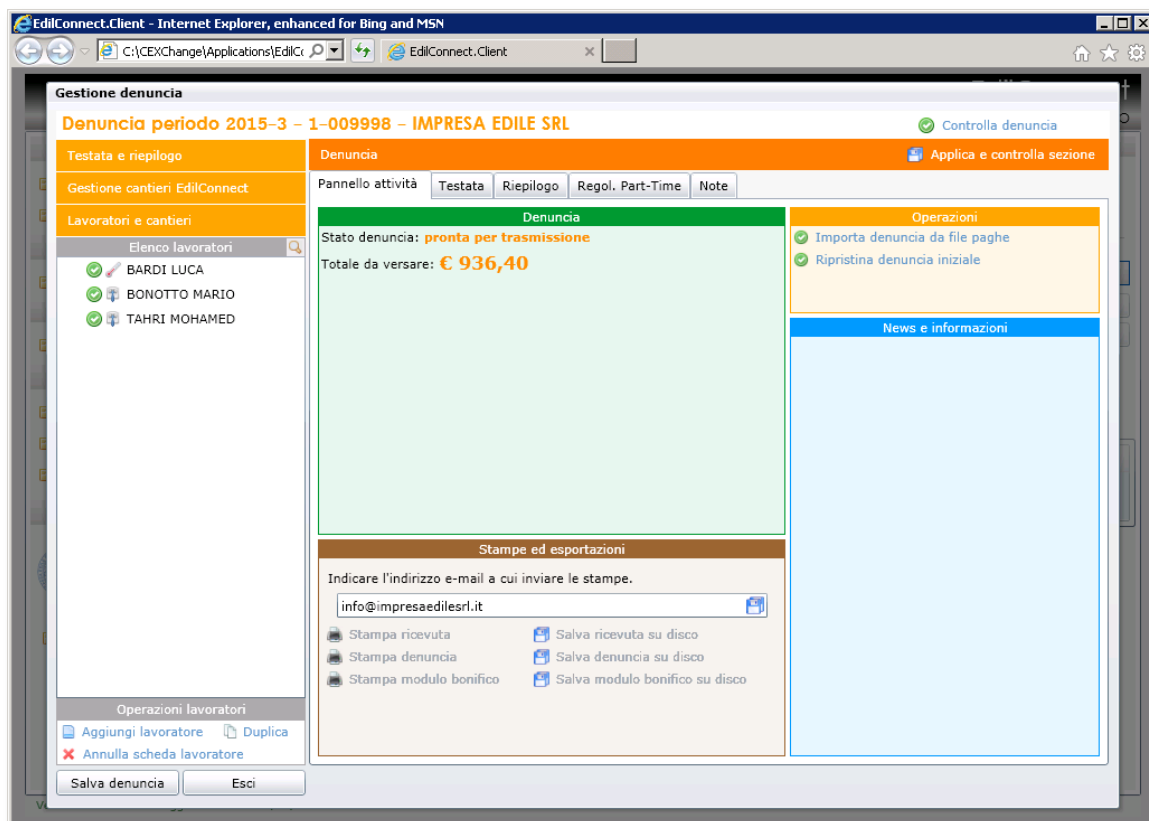 EdilConnect.Client - Internet Explorer, enhanced for Bing and MSN
C:\CEXChange\Applications\EdilCo
EdilConnect.Client
Gestione denuncia
Denuncia periodo 2015-3 - 1-009998 - IMPRESA EDILE SRL
Controlla denuncia
Testata e riepilogo
Gestione cantieri EdilConnect
Lavoratori e cantieri
Elenco lavoratori
BARDI LUCA
BONOTTO MARIO
TAHRI MOHAMED
Operazioni lavoratori
Aggiungi lavoratore Duplica
Annulla scheda lavoratore
Salva denuncia Esci
Denuncia
Applica e controlla sezione
Pannello attività Testata Riepilogo Regol. Part-Time Note
Denuncia
Stato denuncia: pronta per trasmissione
Totale da versare: € 936,40
Stampe ed esportazioni
Indicare l'indirizzo e-mail a cui inviare le stampe.
info@impresaedilesrl.it
Stampa ricevuta Salva ricevuta su disco
Stampa denuncia Salva denuncia su disco
Stampa modulo bonifico Salva modulo bonifico su disco
Operazioni
Importa denuncia da file paghe
Ripristina denuncia iniziale
News e informazioni